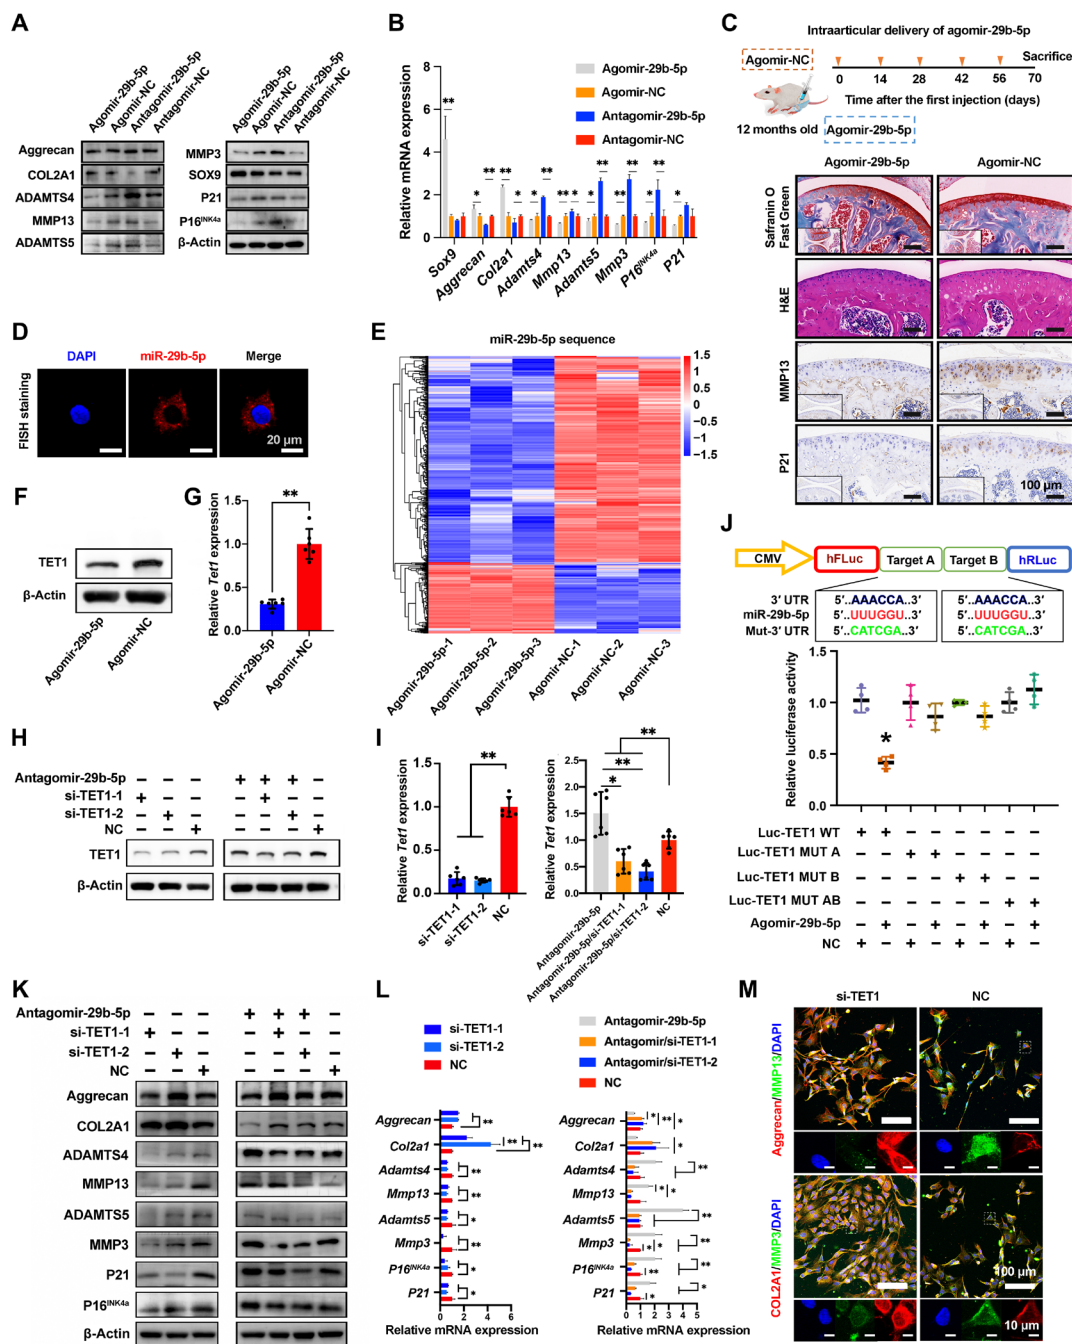 A
Agomir-29b-5p
Agomir-NC
Antagomir-29b-5p
Antagomir-NC
Aggrecan
COL2A1
ADAMTS4
MMP13
ADAMTS5
Agomir-29b-5p
Agomir-NC
Antagomir-29b-5p
Antagomir-NC
MMP3
SOX9
P21
P16INK4a
β-Actin
B
Relative mRNA expression
8
6
4
2
0
Agomir-29b-5p
Agomir-NC
Antagomir-29b-5p
Antagomir-NC
** * ** * ** ** * * ** ** ** * ** *
Sox9
Aggrecan
Col2a1
Adamts4
Mmp13
Adamts5
Mmp3
P16INK4a
P21
C
Intraarticular delivery of agomir-29b-5p
Agomir-NC
Sacrifice
0 14 28 42 56 70
Time after the first injection (days)
12 months old
Agomir-29b-5p
Agomir-29b-5p Agomir-NC
Safranin O
Fast Green
H&E
MMP13
P21
100 μm
D
DAPI miR-29b-5p Merge
FISH staining
20 μm
E
miR-29b-5p sequence
1.5
1
0.5
0
−0.5
−1
−1.5
Agomir-29b-5p-1
Agomir-29b-5p-2
Agomir-29b-5p-3
Agomir-NC-1
Agomir-NC-2
Agomir-NC-3
F
TET1
β-Actin
Agomir-29b-5p
Agomir-NC
G
Relative Tet1 expression
1.5
1.0
0.5
0.0
**
Agomir-29b-5p
Agomir-NC
J
CMV hFLuc Target A Target B hRLuc
3′ UTR 5′..AAACCA..3′ 5′..AAACCA..3′
miR-29b-5p 5′..UUUGGU..3′ 5′..UUUGGU..3′
Mut-3′ UTR 5′..CATCGA..3′ 5′..CATCGA..3′
Relative luciferase activity
1.5
1.0
0.5
0.0
*
Luc-TET1 WT + + − − − − − −
Luc-TET1 MUT A − − + + − − − −
Luc-TET1 MUT B − − − − + + − −
Luc-TET1 MUT AB − − − − − − + +
Agomir-29b-5p − + − + − + − +
NC + − + − + − + −
H
Antagomir-29b-5p − − − + + + −
si-TET1-1 + − − − + − −
si-TET1-2 − + − − − + −
NC − − + − − − +
TET1
β-Actin
I
Relative Tet1 expression
1.5
1.0
0.5
0
**
si-TET1-1
si-TET1-2
NC
Relative Tet1 expression
2.5
2.0
1.5
1.0
0.5
0.0
**
**
*
Antagomir-29b-5p
Antagomir-29b-5p/si-TET1-1
Antagomir-29b-5p/si-TET1-2
NC
K
Antagomir-29b-5p − − − + + + −
si-TET1-1 + − − − + − −
si-TET1-2 − + − − − + −
NC − − + − − − +
Aggrecan
COL2A1
ADAMTS4
MMP13
ADAMTS5
MMP3
P21
P16INK4a
β-Actin
L
si-TET1-1
si-TET1-2
NC
Aggrecan **
Col2a1 ** **
Adamts4 **
Mmp13 **
Adamts5 *
Mmp3 **
P16INK4a *
P21 *
0 2 4 6
Relative mRNA expression
Antagomir-29b-5p
Antagomir/si-TET1-1
Antagomir/si-TET1-2
NC
Aggrecan * ** *
Col2a1 *
Adamts4 **
Mmp13 * *
Adamts5 **
Mmp3 * * **
P16INK4a ** **
P21 * *
0 1 2 3 4 5
Relative mRNA expression
M
si-TET1 NC
Aggrecan/MMP13/DAPI
COL2A1/MMP3/DAPI
100 μm
10 μm